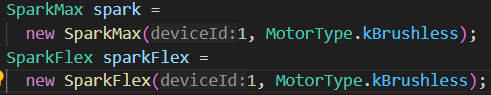 SparkMax spark =
new SparkMax(deviceId:1, MotorType.kBrushless);
SparkFlex sparkFlex =
new SparkFlex(deviceId:1, MotorType.kBrushless);